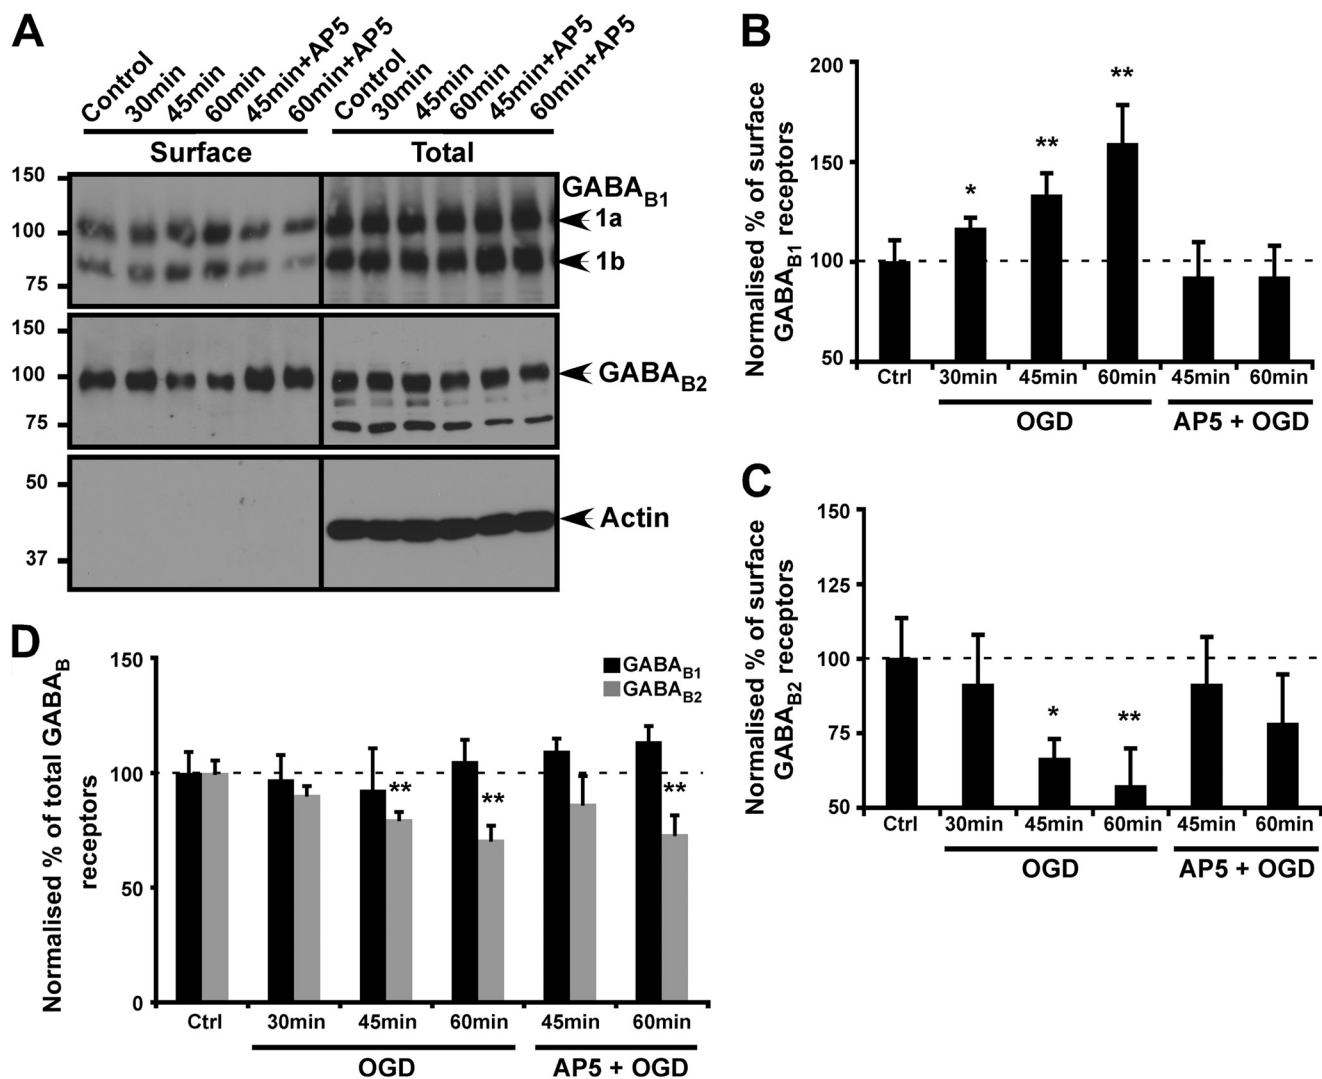 A
Control
30min
45min
60min
45min+AP5
60min+AP5
Control
30min
45min
60min
45min+AP5
60min+AP5
Surface
Total
150
100
75
GABAB1
1a
1b
150
100
75
GABAB2
50
37
Actin
B
Normalised % of surface
GABAB1 receptors
200
150
100
50
*
**
**
Ctrl 30min 45min 60min 45min 60min
OGD AP5 + OGD
C
Normalised % of surface
GABAB2 receptors
150
125
100
75
50
*
**
Ctrl 30min 45min 60min 45min 60min
OGD AP5 + OGD
D
Normalised % of total GABAB
receptors
150
100
50
0
GABAB1
GABAB2
**
**
**
Ctrl 30min 45min 60min 45min 60min
OGD AP5 + OGD